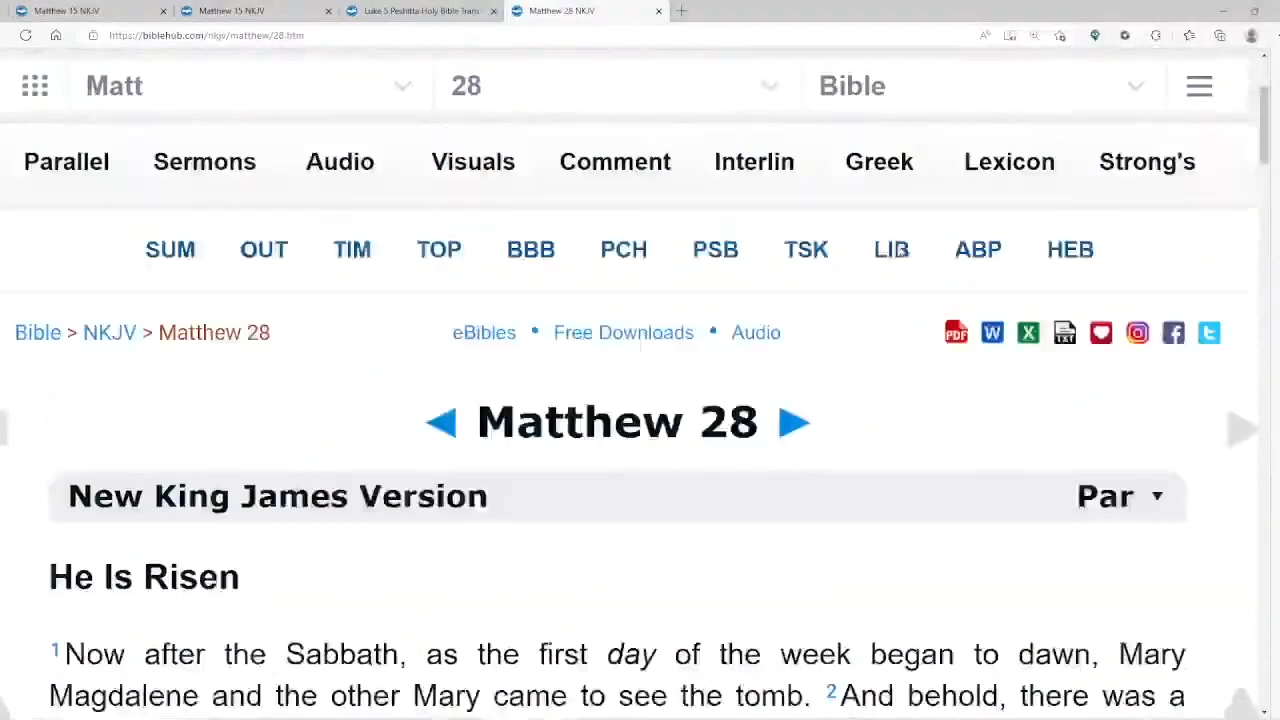 Matthew 15 NKJV Matthew 15 NKJV Luke 5 Peshitta Holy Bible Trans Matthew 28 NKJV
https://biblehub.com/nkjv/matthew/28.htm
Matt 28 Bible
Parallel Sermons Audio Visuals Comment Interlin Greek Lexicon Strong's
SUM OUT TIM TOP BBB PCH PSB TSK LIB ABP HEB
Bible > NKJV > Matthew 28 eBibles • Free Downloads • Audio PDF W X TXT
◀ Matthew 28 ▶
New King James Version Par ▼
He Is Risen
1Now after the Sabbath, as the first day of the week began to dawn, Mary
Magdalene and the other Mary came to see the tomb. 2And behold, there was a